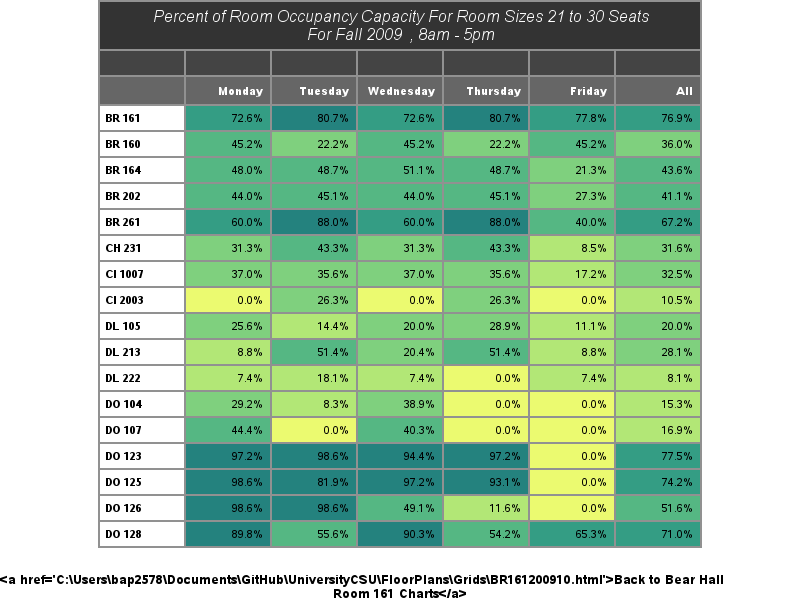 Percent of Room Occupancy Capacity For Room Sizes 21 to 30 Seats
For Fall 2009 , 8am - 5pm
Monday Tuesday Wednesday Thursday Friday All
BR 161 72.6% 80.7% 72.6% 80.7% 77.8% 76.9%
BR 160 45.2% 22.2% 45.2% 22.2% 45.2% 36.0%
BR 164 48.0% 48.7% 51.1% 48.7% 21.3% 43.6%
BR 202 44.0% 45.1% 44.0% 45.1% 27.3% 41.1%
BR 261 60.0% 88.0% 60.0% 88.0% 40.0% 67.2%
CH 231 31.3% 43.3% 31.3% 43.3% 8.5% 31.6%
CI 1007 37.0% 35.6% 37.0% 35.6% 17.2% 32.5%
CI 2003 0.0% 26.3% 0.0% 26.3% 0.0% 10.5%
DL 105 25.6% 14.4% 20.0% 28.9% 11.1% 20.0%
DL 213 8.8% 51.4% 20.4% 51.4% 8.8% 28.1%
DL 222 7.4% 18.1% 7.4% 0.0% 7.4% 8.1%
DO 104 29.2% 8.3% 38.9% 0.0% 0.0% 15.3%
DO 107 44.4% 0.0% 40.3% 0.0% 0.0% 16.9%
DO 123 97.2% 98.6% 94.4% 97.2% 0.0% 77.5%
DO 125 98.6% 81.9% 97.2% 93.1% 0.0% 74.2%
DO 126 98.6% 98.6% 49.1% 11.6% 0.0% 51.6%
DO 128 89.8% 55.6% 90.3% 54.2% 65.3% 71.0%
<a href='C:\Users\bap2578\Documents\GitHub\UniversityCSU\FloorPlans\Grids\BR161200910.html'>Back to Bear Hall
Room 161 Charts</a>